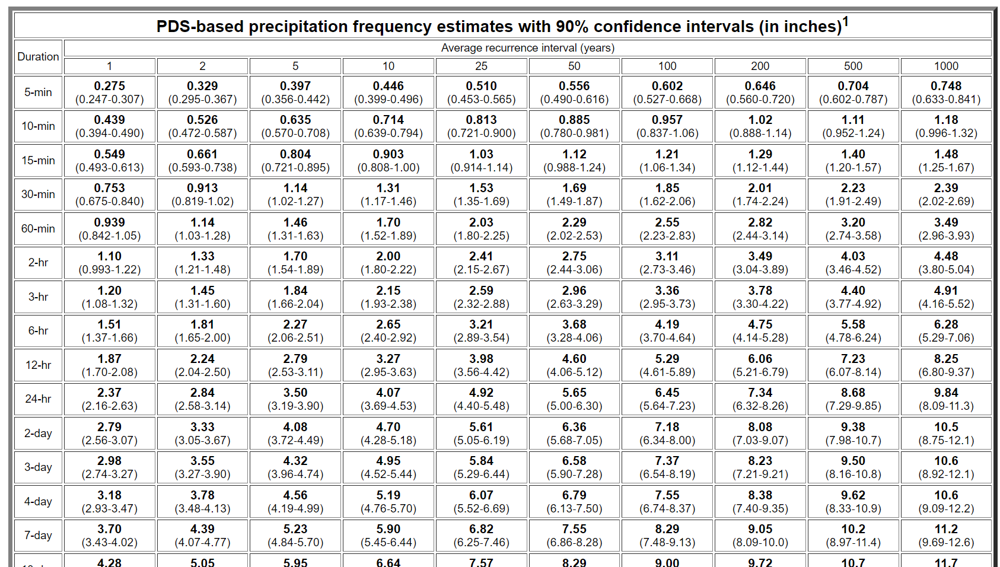 PDS-based precipitation frequency estimates with 90% confidence intervals (in inches)1
Duration
Average recurrence interval (years)
1 2 5 10 25 50 100 200 500 1000
5-min 0.275 0.329 0.397 0.446 0.510 0.556 0.602 0.646 0.704 0.748
(0.247-0.307) (0.295-0.367) (0.356-0.442) (0.399-0.496) (0.453-0.565) (0.490-0.616) (0.527-0.668) (0.560-0.720) (0.602-0.787) (0.633-0.841)
10-min 0.439 0.526 0.635 0.714 0.813 0.885 0.957 1.02 1.11 1.18
(0.394-0.490) (0.472-0.587) (0.570-0.708) (0.639-0.794) (0.721-0.900) (0.780-0.981) (0.837-1.06) (0.888-1.14) (0.952-1.24) (0.996-1.32)
15-min 0.549 0.661 0.804 0.903 1.03 1.12 1.21 1.29 1.40 1.48
(0.493-0.613) (0.593-0.738) (0.721-0.895) (0.808-1.00) (0.914-1.14) (0.988-1.24) (1.06-1.34) (1.12-1.44) (1.20-1.57) (1.25-1.67)
30-min 0.753 0.913 1.14 1.31 1.53 1.69 1.85 2.01 2.23 2.39
(0.675-0.840) (0.819-1.02) (1.02-1.27) (1.17-1.46) (1.35-1.69) (1.49-1.87) (1.62-2.06) (1.74-2.24) (1.91-2.49) (2.02-2.69)
60-min 0.939 1.14 1.46 1.70 2.03 2.29 2.55 2.82 3.20 3.49
(0.842-1.05) (1.03-1.28) (1.31-1.63) (1.52-1.89) (1.80-2.25) (2.02-2.53) (2.23-2.83) (2.44-3.14) (2.74-3.58) (2.96-3.93)
2-hr 1.10 1.33 1.70 2.00 2.41 2.75 3.11 3.49 4.03 4.48
(0.993-1.22) (1.21-1.48) (1.54-1.89) (1.80-2.22) (2.15-2.67) (2.44-3.06) (2.73-3.46) (3.04-3.89) (3.46-4.52) (3.80-5.04)
3-hr 1.20 1.45 1.84 2.15 2.59 2.96 3.36 3.78 4.40 4.91
(1.08-1.32) (1.31-1.60) (1.66-2.04) (1.93-2.38) (2.32-2.88) (2.63-3.29) (2.95-3.73) (3.30-4.22) (3.77-4.92) (4.16-5.52)
6-hr 1.51 1.81 2.27 2.65 3.21 3.68 4.19 4.75 5.58 6.28
(1.37-1.66) (1.65-2.00) (2.06-2.51) (2.40-2.92) (2.89-3.54) (3.28-4.06) (3.70-4.64) (4.14-5.28) (4.78-6.24) (5.29-7.06)
12-hr 1.87 2.24 2.79 3.27 3.98 4.60 5.29 6.06 7.23 8.25
(1.70-2.08) (2.04-2.50) (2.53-3.11) (2.95-3.63) (3.56-4.42) (4.06-5.12) (4.61-5.89) (5.21-6.79) (6.07-8.14) (6.80-9.37)
24-hr 2.37 2.84 3.50 4.07 4.92 5.65 6.45 7.34 8.68 9.84
(2.16-2.63) (2.58-3.14) (3.19-3.90) (3.69-4.53) (4.40-5.48) (5.00-6.30) (5.64-7.23) (6.32-8.26) (7.29-9.85) (8.09-11.3)
2-day 2.79 3.33 4.08 4.70 5.61 6.36 7.18 8.08 9.38 10.5
(2.56-3.07) (3.05-3.67) (3.72-4.49) (4.28-5.18) (5.05-6.19) (5.68-7.05) (6.34-8.00) (7.03-9.07) (7.98-10.7) (8.75-12.1)
3-day 2.98 3.55 4.32 4.95 5.84 6.58 7.37 8.23 9.50 10.6
(2.74-3.27) (3.27-3.90) (3.96-4.74) (4.52-5.44) (5.29-6.44) (5.90-7.28) (6.54-8.19) (7.21-9.21) (8.16-10.8) (8.92-12.1)
4-day 3.18 3.78 4.56 5.19 6.07 6.79 7.55 8.38 9.62 10.6
(2.93-3.47) (3.48-4.13) (4.19-4.99) (4.76-5.70) (5.52-6.69) (6.13-7.50) (6.74-8.37) (7.40-9.35) (8.33-10.9) (9.09-12.2)
7-day 3.70 4.39 5.23 5.90 6.82 7.55 8.29 9.05 10.2 11.2
(3.43-4.02) (4.07-4.77) (4.84-5.70) (5.45-6.44) (6.25-7.46) (6.86-8.28) (7.48-9.13) (8.09-10.0) (8.97-11.4) (9.69-12.6)
4.28 5.05 5.95 6.64 7.57 8.29 9.00 9.72 10.7 11.7